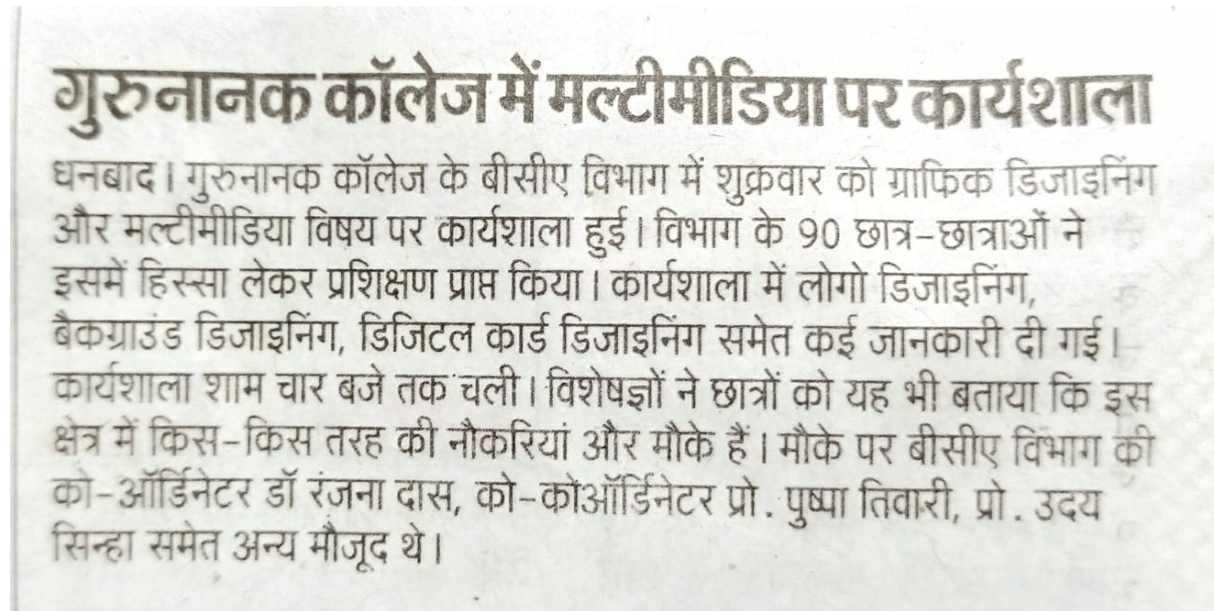 गुरुनानक कॉलेज में मल्टीमीडिया पर कार्यशाला
धनबाद। गुरुनानक कॉलेज के बीसीए विभाग में शुक्रवार को ग्राफिक डिजाइनिंग
और मल्टीमीडिया विषय पर कार्यशाला हुई। विभाग के 90 छात्र-छात्राओं ने
इसमें हिस्सा लेकर प्रशिक्षण प्राप्त किया। कार्यशाला में लोगो डिजाइनिंग,
बैकग्राउंड डिजाइनिंग, डिजिटल कार्ड डिजाइनिंग समेत कई जानकारी दी गई।
कार्यशाला शाम चार बजे तक चली। विशेषज्ञों ने छात्रों को यह भी बताया कि इस
क्षेत्र में किस-किस तरह की नौकरियां और मौके हैं। मौके पर बीसीए विभाग की
को-ऑर्डिनेटर डॉ रंजना दास, को-कोऑर्डिनेटर प्रो. पुष्पा तिवारी, प्रो. उदय
सिन्हा समेत अन्य मौजूद थे।